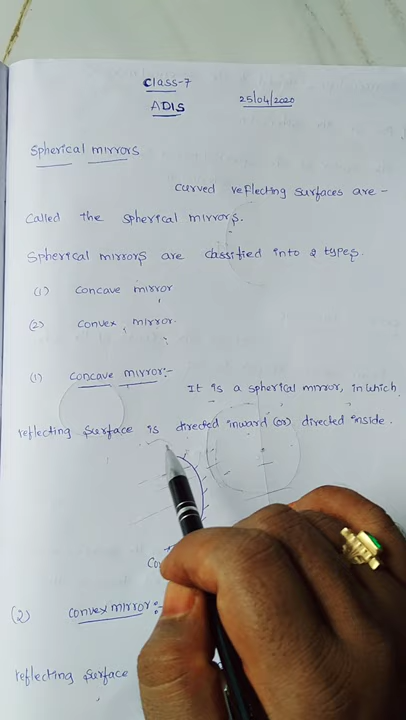 Class-7
ADIS
25/04/2020
Spherical mirrors
Curved reflecting surfaces are -
Called the spherical mirrors.
Spherical mirrors are classified into 2 types.
(1) Concave mirror
(2) Convex mirror.
(1) Concave mirror:-
It is a spherical mirror, in which
reflecting surface is directed inward (or) directed inside.
(2) Convex mirror:-
reflecting surface